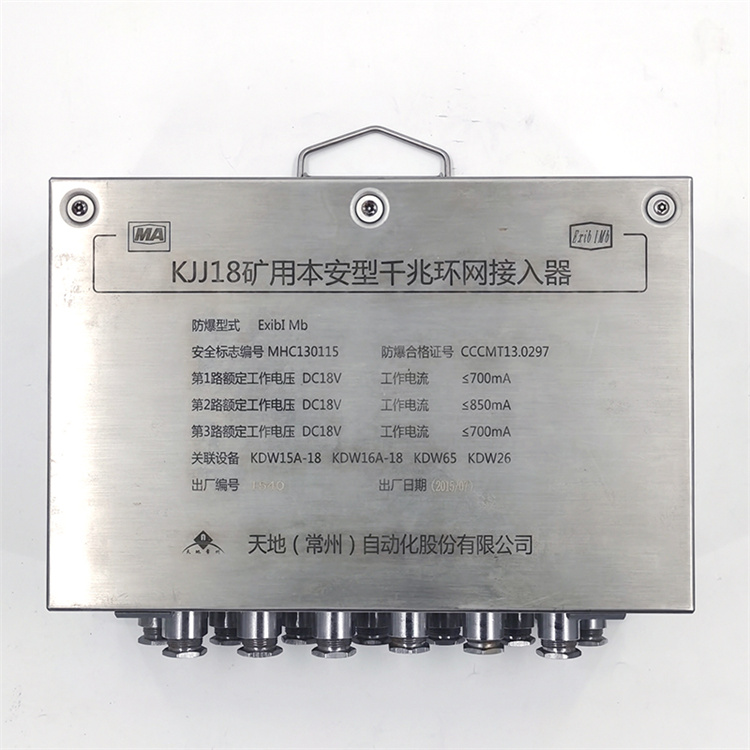 MA
Exib I Mb
KJJ18矿用本安型千兆环网接入器
防爆型式 ExibI Mb
安全标志编号 MHC130115 防爆合格证号 CCCMT13.0297
第1路额定工作电压 DC18V 工作电流 ≤700mA
第2路额定工作电压 DC18V 工作电流 ≤850mA
第3路额定工作电压 DC18V 工作电流 ≤700mA
关联设备 KDW15A-18 KDW16A-18 KDW65 KDW26
出厂编号 出厂日期
天地（常州）自动化股份有限公司